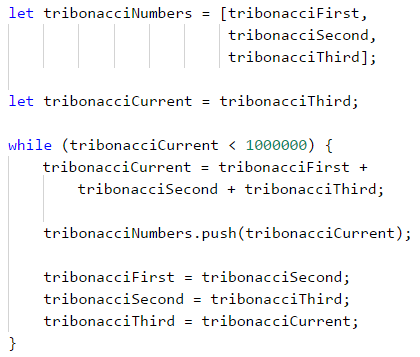 let tribonacciNumbers = [tribonacciFirst,
                         tribonacciSecond,
                         tribonacciThird];

let tribonacciCurrent = tribonacciThird;

while (tribonacciCurrent < 1000000) {
    tribonacciCurrent = tribonacciFirst +
        tribonacciSecond + tribonacciThird;

    tribonacciNumbers.push(tribonacciCurrent);

    tribonacciFirst = tribonacciSecond;
    tribonacciSecond = tribonacciThird;
    tribonacciThird = tribonacciCurrent;
}